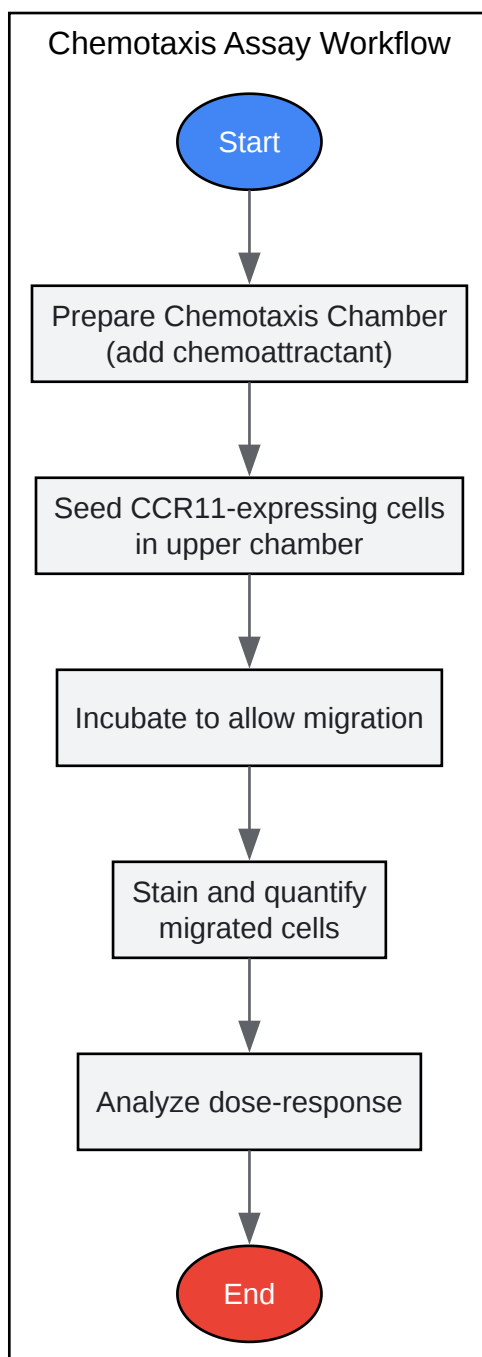 Chemotaxis Assay Workflow
Start
Prepare Chemotaxis Chamber
(add chemoattractant)
Seed CCR11-expressing cells
in upper chamber
Incubate to allow migration
Stain and quantify
migrated cells
Analyze dose-response
End